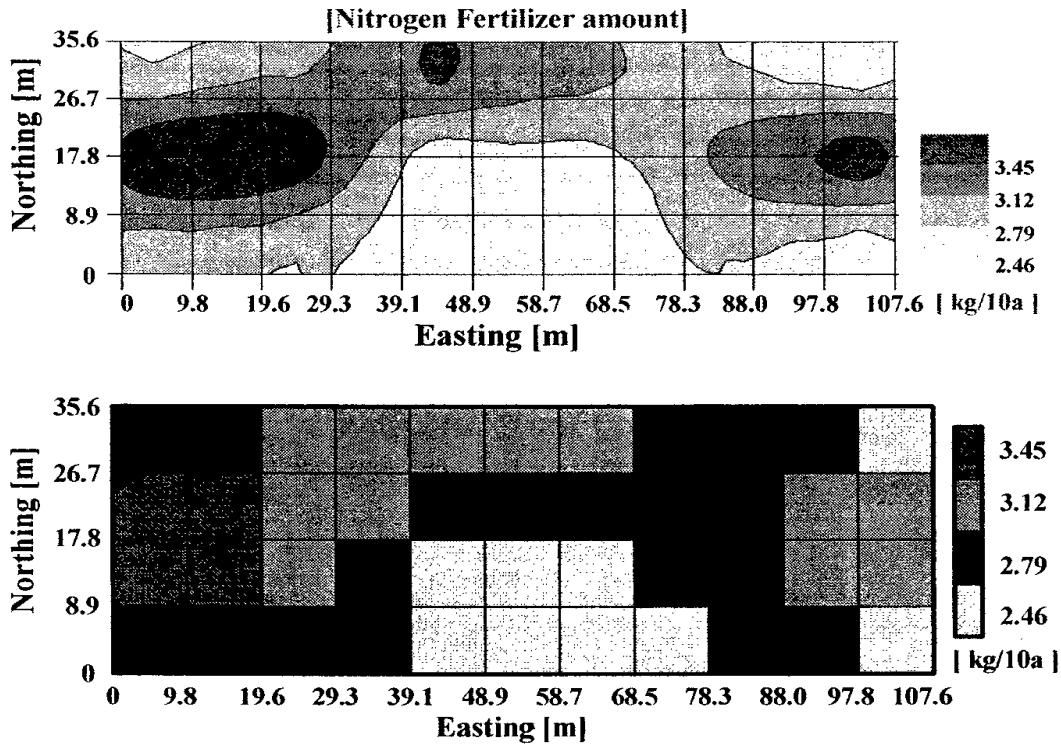 [Nitrogen Fertilizer amount]
35.6
26.7
17.8
8.9
0
Northing [m]
0 9.8 19.6 29.3 39.1 48.9 58.7 68.5 78.3 88.0 97.8 107.6
Easting [m]
3.45
3.12
2.79
2.46
[ kg/10a ]
35.6
26.7
17.8
8.9
0
Northing [m]
0 9.8 19.6 29.3 39.1 48.9 58.7 68.5 78.3 88.0 97.8 107.6
Easting [m]
3.45
3.12
2.79
2.46
[ kg/10a ]